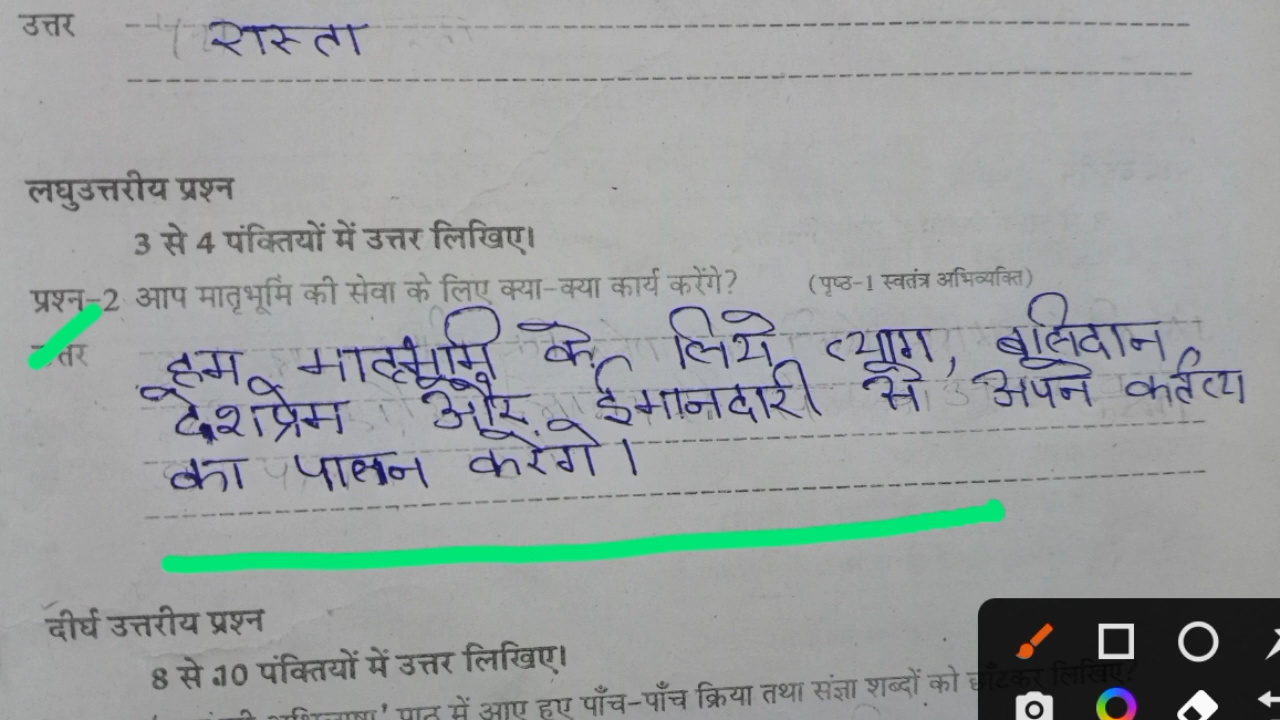 उत्तर रास्ता
लघुउत्तरीय प्रश्न
3 से 4 पंक्तियों में उत्तर लिखिए।
प्रश्न-2 आप मातृभूमि की सेवा के लिए क्या-क्या कार्य करेंगे? (पृष्ठ-1 स्वतंत्र अभिव्यक्ति)
हम मातृभूमि के लिये त्याग, बलिदान,
देशप्रेम और ईमानदारी से अपने कर्तव्य
का पालन करेंगे।
दीर्घ उत्तरीय प्रश्न
8 से 10 पंक्तियों में उत्तर लिखिए।
पाठ में आए हुए पाँच-पाँच क्रिया तथा संज्ञा शब्दों को छाँटकर लिखिए?